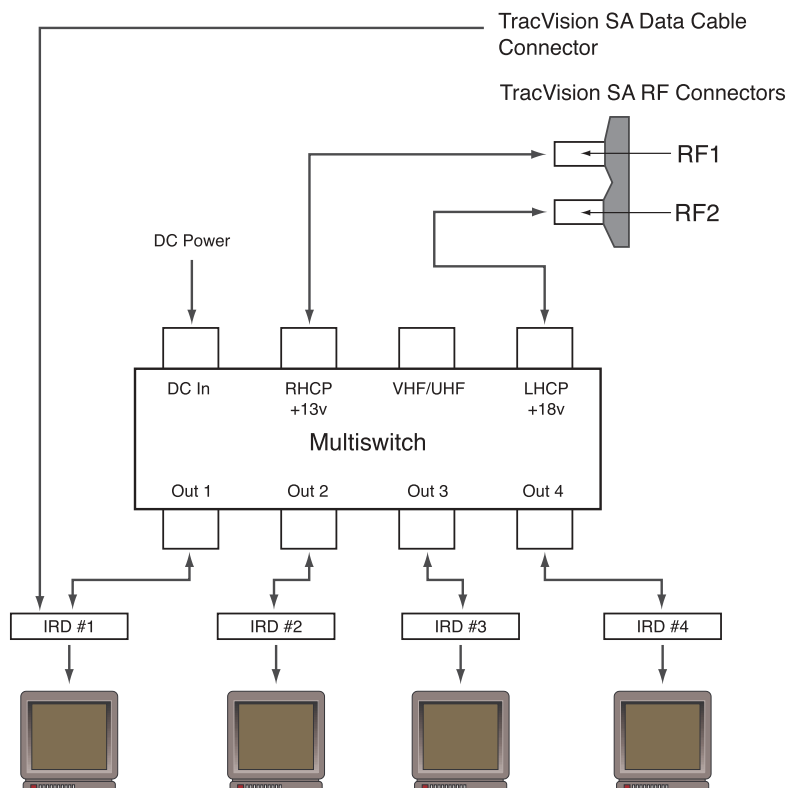 TracVision SA Data Cable
Connector
TracVision SA RF Connectors
RF1
RF2
DC Power
DC In
RHCP
+13v
VHF/UHF
LHCP
+18v
Multiswitch
Out 1
Out 2
Out 3
Out 4
IRD #1
IRD #2
IRD #3
IRD #4